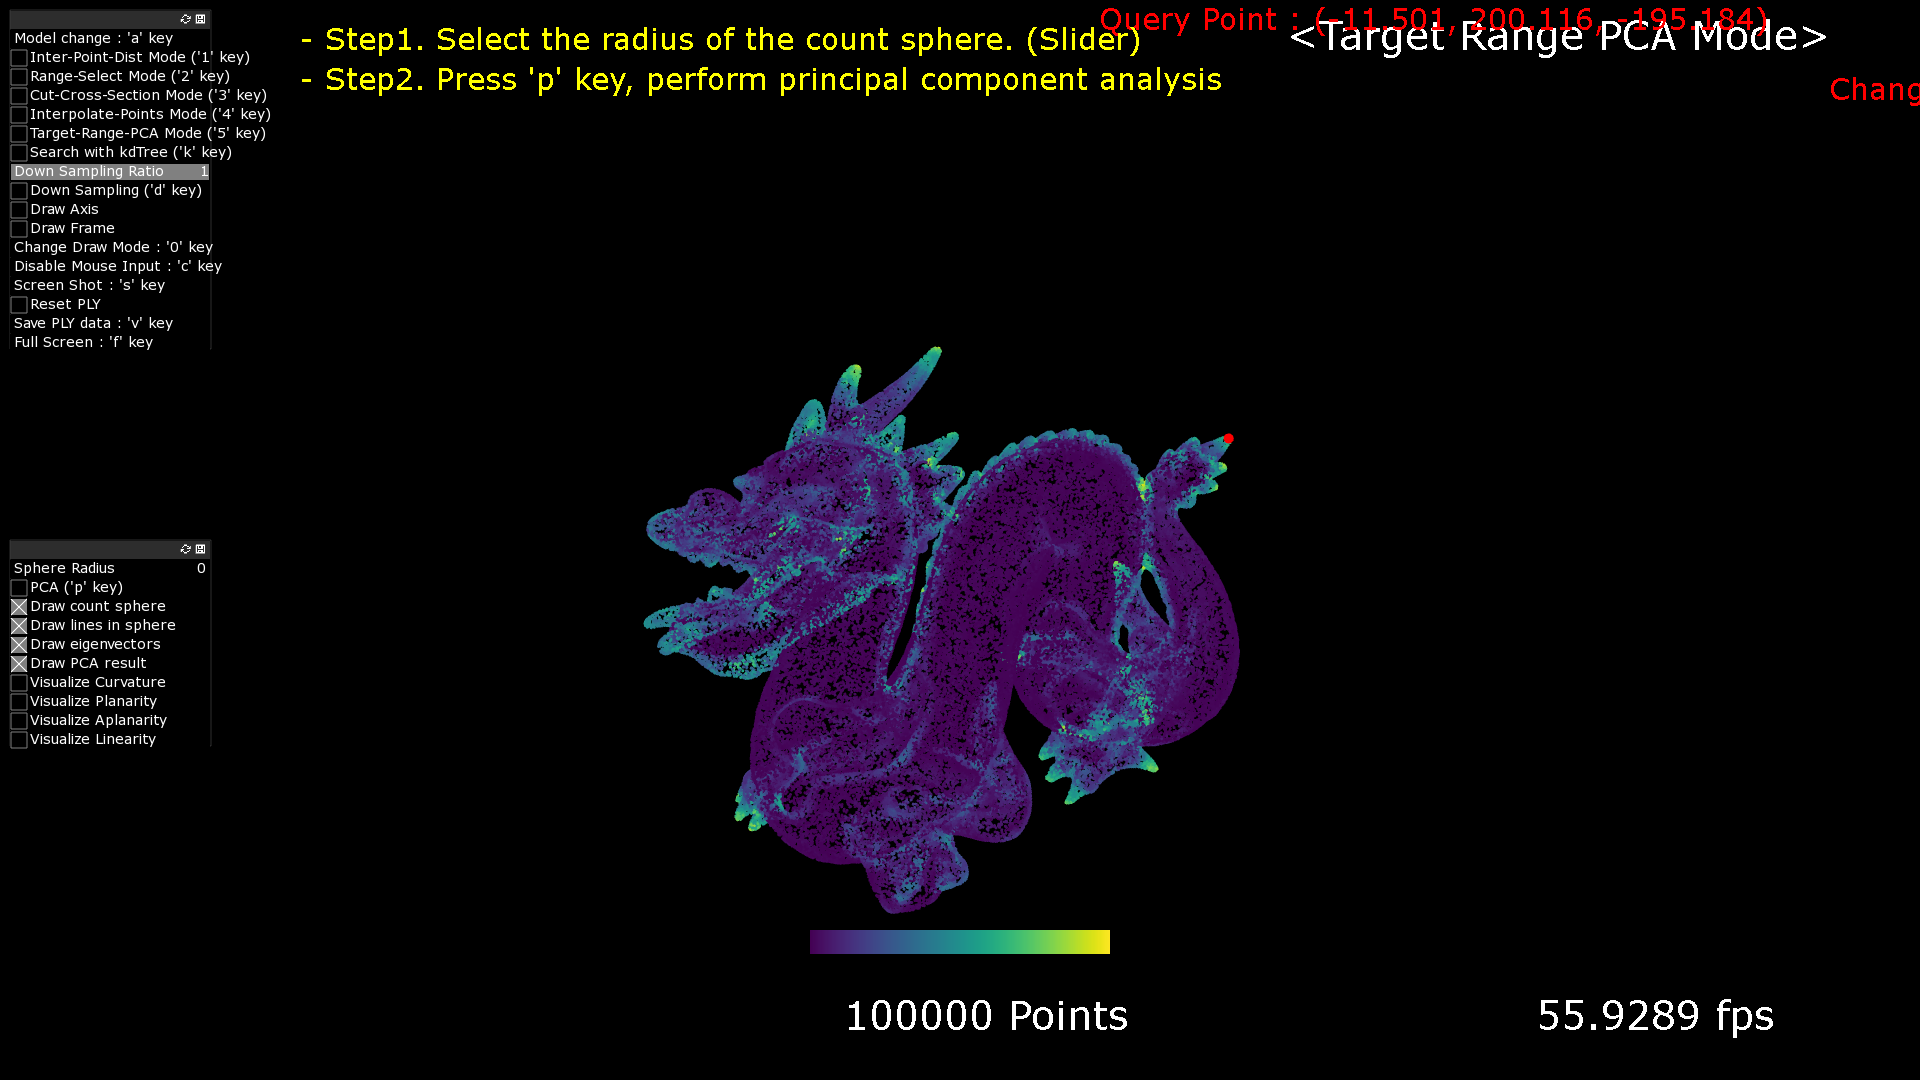 Model change : 'a' key
Inter-Point-Dist Mode ('1' key)
Range-Select Mode ('2' key)
Cut-Cross-Section Mode ('3' key)
Interpolate-Points Mode ('4' key)
Target-Range-PCA Mode ('5' key)
Search with kdTree ('k' key)
Down Sampling Ratio 1
Down Sampling ('d' key)
Draw Axis
Draw Frame
Change Draw Mode : '0' key
Disable Mouse Input : 'c' key
Screen Shot : 's' key
Reset PLY
Save PLY data : 'v' key
Full Screen : 'f' key
- Step1. Select the radius of the count sphere. (Slider)
- Step2. Press 'p' key, perform principal component analysis
Query Point : (-11.501, 200.116, -195.184)
<Target Range PCA Mode>
Chang
Sphere Radius 0
PCA ('p' key)
Draw count sphere
Draw lines in sphere
Draw eigenvectors
Draw PCA result
Visualize Curvature
Visualize Planarity
Visualize Aplanarity
Visualize Linearity
100000 Points
55.9289 fps